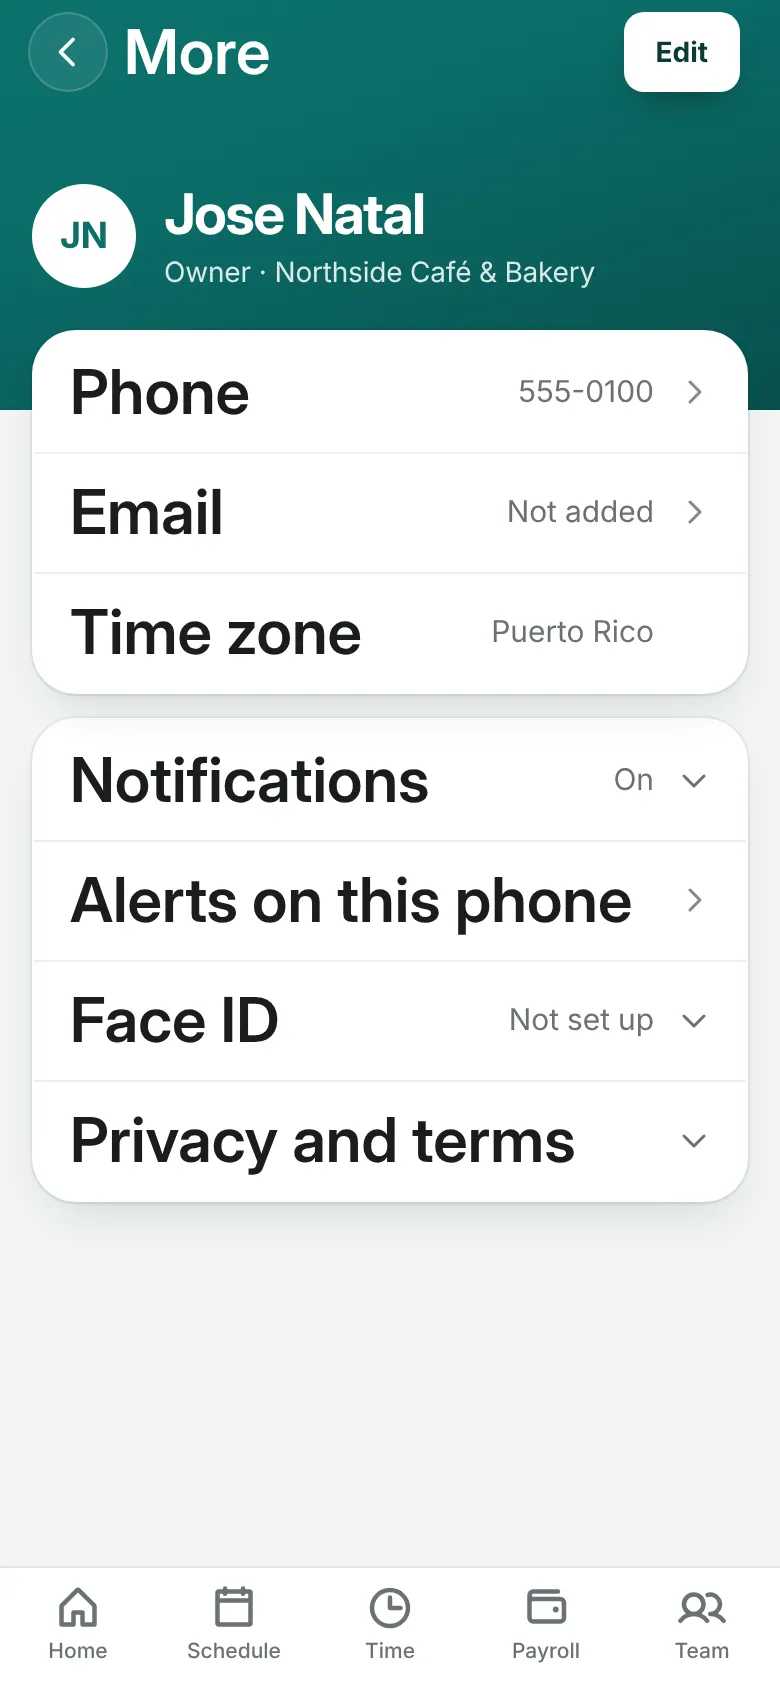 More
Edit
JN
Jose Natal
Owner · Northside Café & Bakery
Phone 555-0100
Email Not added
Time zone Puerto Rico
Notifications On
Alerts on this phone
Face ID Not set up
Privacy and terms
Home Schedule Time Payroll Team